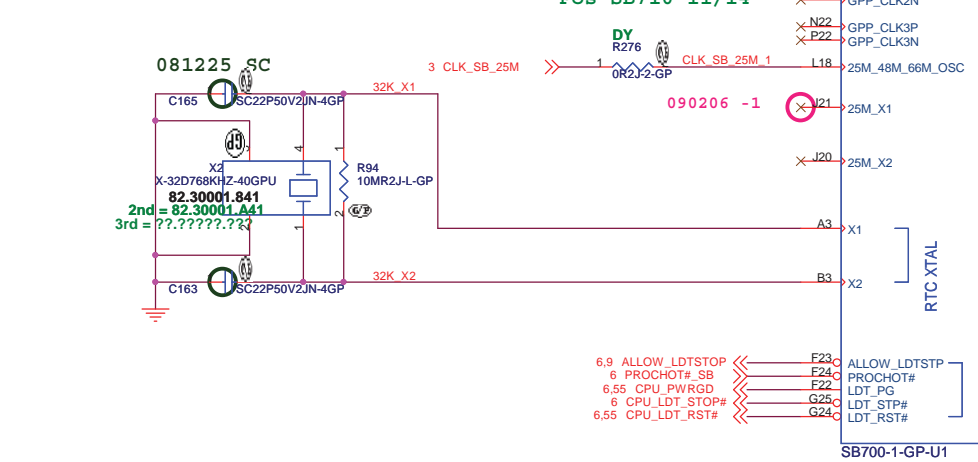 GPP_CLK2N
N22 GPP_CLK3P
P22 GPP_CLK3N
DY
R276
081225 SC
3 CLK_SB_25M
1
0R2J-2-GP
CLK_SB_25M_1
L18 25M_48M_66M_OSC
C165
SC22P50V2JN-4GP
32K_X1
090206 -1
J21 25M_X1
4
1
J20 25M_X2
X2
X-32D768KHZ-40GPU
R94
10MR2J-L-GP
82.30001.841
2nd = 82.30001.A41
3rd = ??.?????.???
2
1
2
A3 X1
RTC XTAL
C163
SC22P50V2JN-4GP
32K_X2
B3 X2
6,9 ALLOW_LDTSTOP F23 ALLOW_LDTSTP
6 PROCHOT#_SB F24 PROCHOT#
6,55 CPU_PWRGD F22 LDT_PG
6 CPU_LDT_STOP# G25 LDT_STP#
6,55 CPU_LDT_RST# G24 LDT_RST#
SB700-1-GP-U1